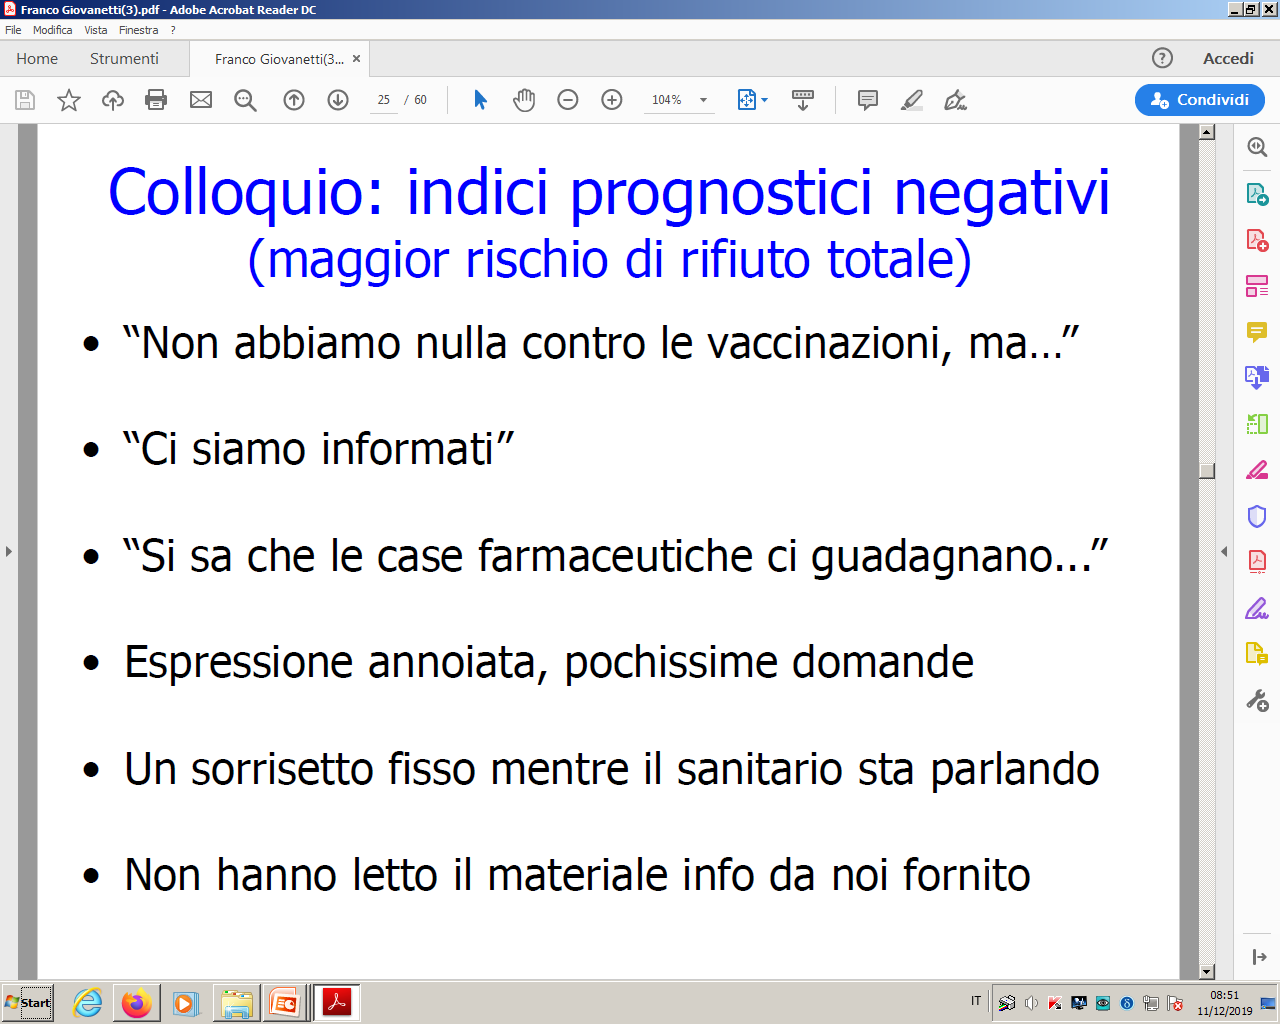 Franco Giovanetti(3).pdf - Adobe Acrobat Reader DC
File Modifica Vista Finestra ?
Home Strumenti Franco Giovanetti(3... × Accedi
25 / 60 104% Condividi
Colloquio: indici prognostici negativi
(maggior rischio di rifiuto totale)
• “Non abbiamo nulla contro le vaccinazioni, ma…”
• “Ci siamo informati”
• “Si sa che le case farmaceutiche ci guadagnano...”
• Espressione annoiata, pochissime domande
• Un sorrisetto fisso mentre il sanitario sta parlando
• Non hanno letto il materiale info da noi fornito
Start IT 08:51
11/12/2019